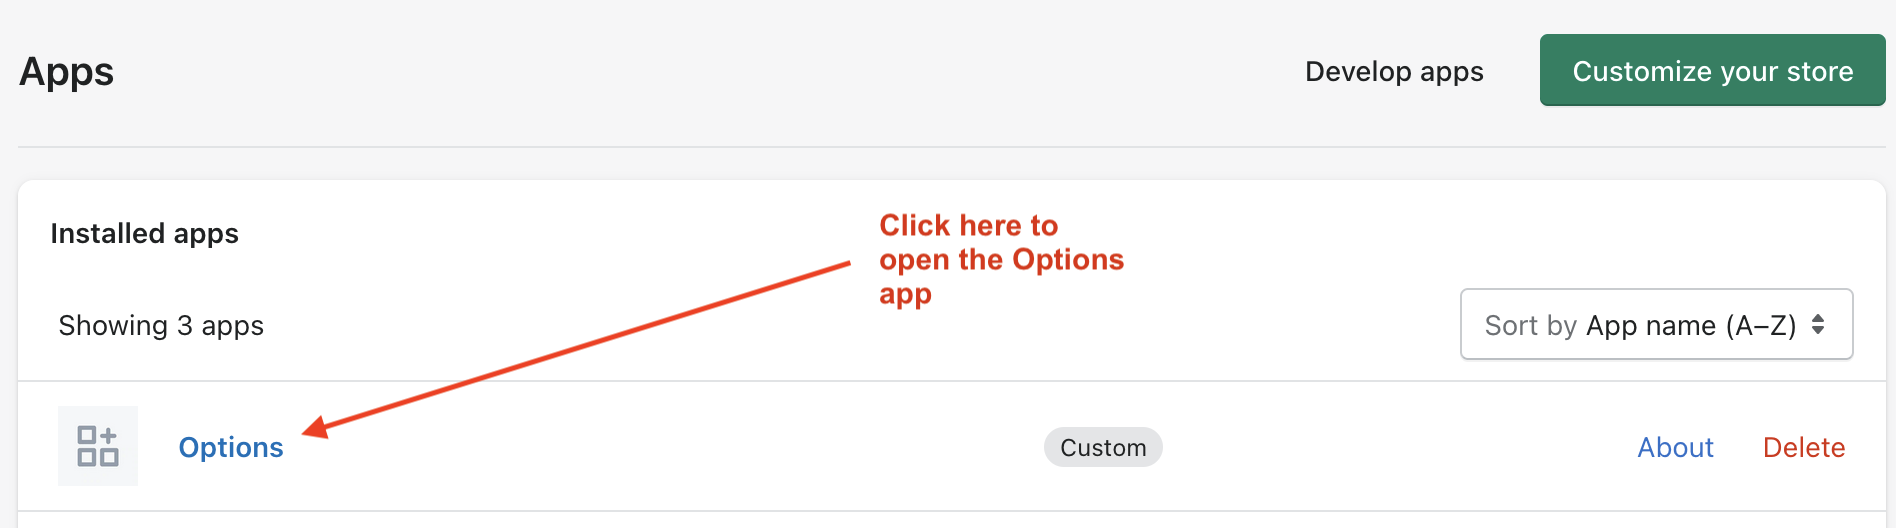 Apps
Develop apps
Customize your store
Installed apps
Click here to
open the Options
app
Showing 3 apps
Sort by App name (A–Z)
Options
Custom
About
Delete